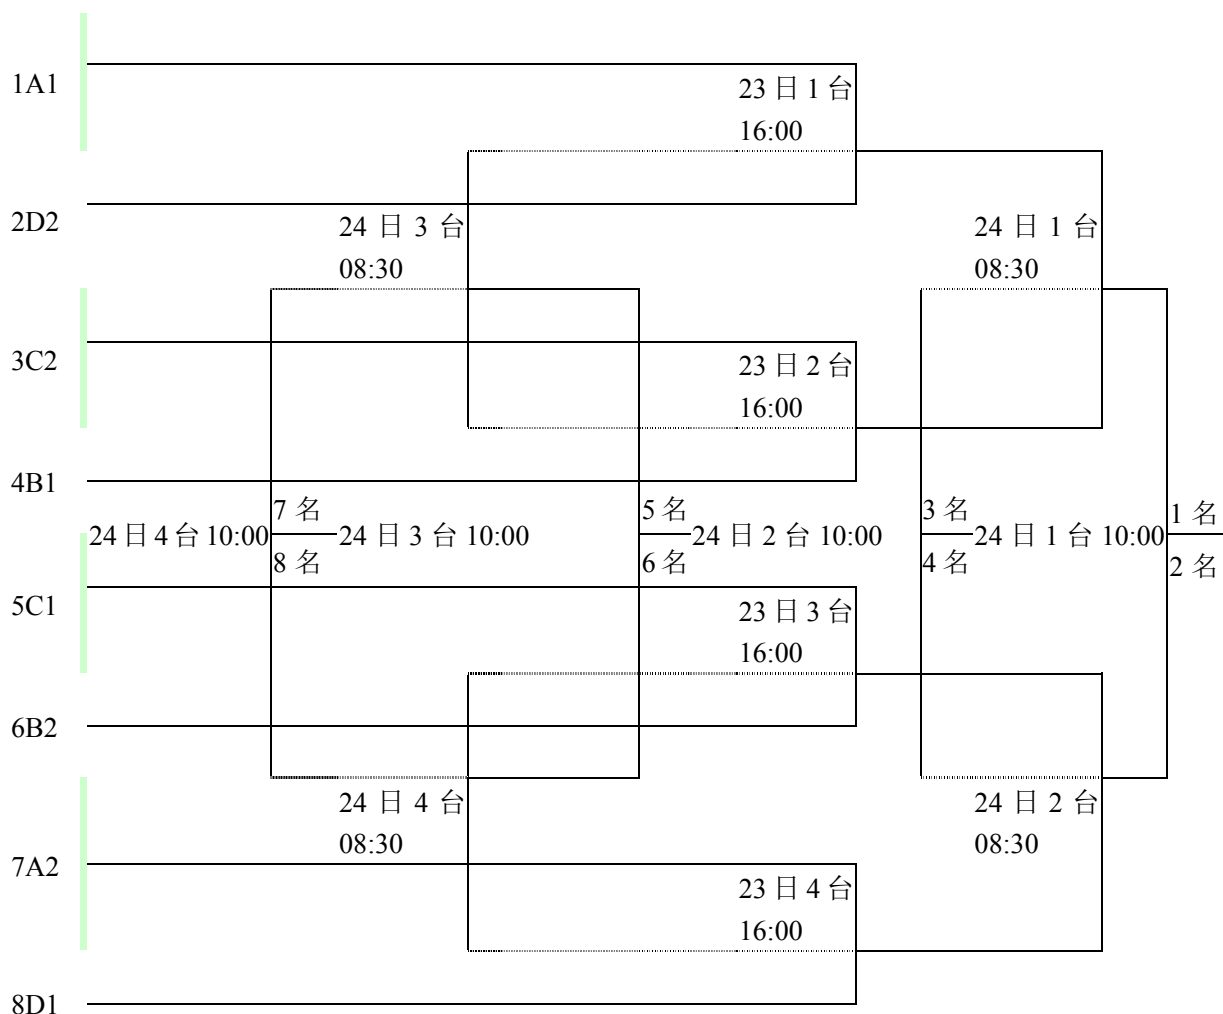 1A1
23 日 1 台
16:00
2D2
24 日 3 台
08:30
24 日 1 台
08:30
3C2
23 日 2 台
16:00
4B1
7 名
5 名
3 名
1 名
24 日 4 台 10:00
24 日 3 台 10:00
24 日 2 台 10:00
24 日 1 台 10:00
8 名
6 名
4 名
2 名
5C1
23 日 3 台
16:00
6B2
24 日 4 台
08:30
24 日 2 台
08:30
7A2
23 日 4 台
16:00
8D1